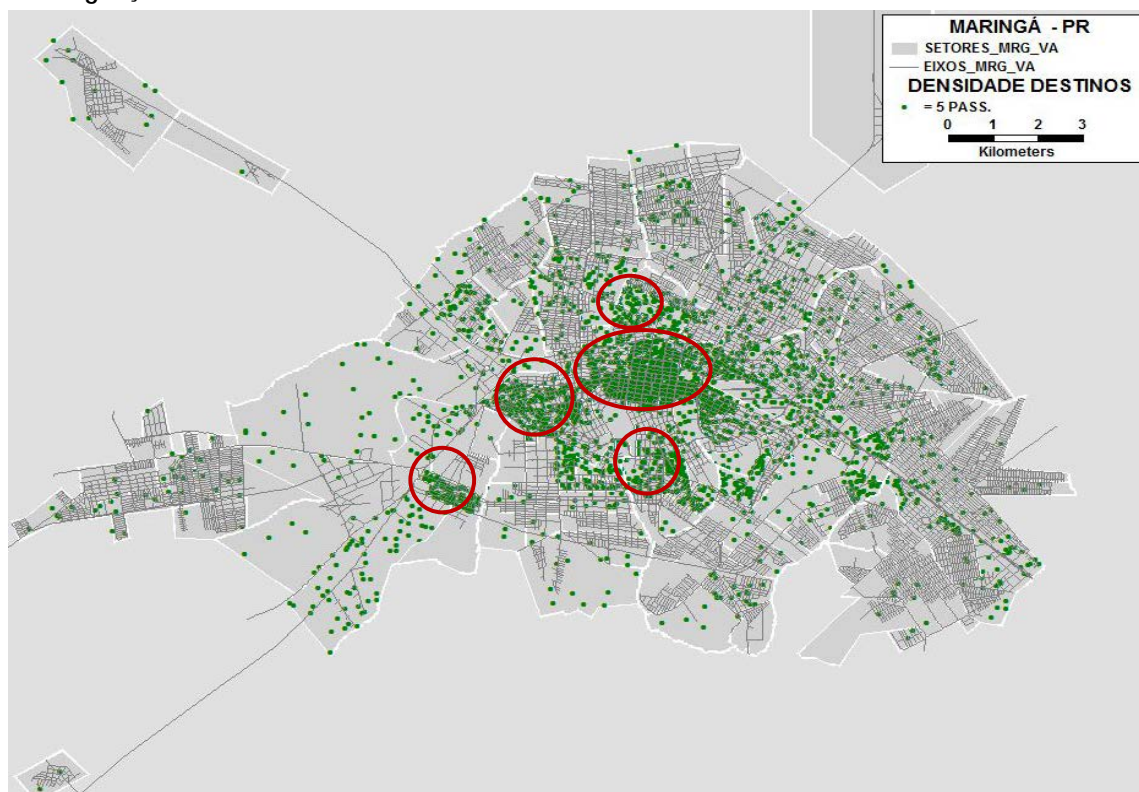 MARINGÁ - PR
SETORES_MRG_VA
EIXOS_MRG_VA
DENSIDADE DESTINOS
= 5 PASS.
0 1 2 3
Kilometers